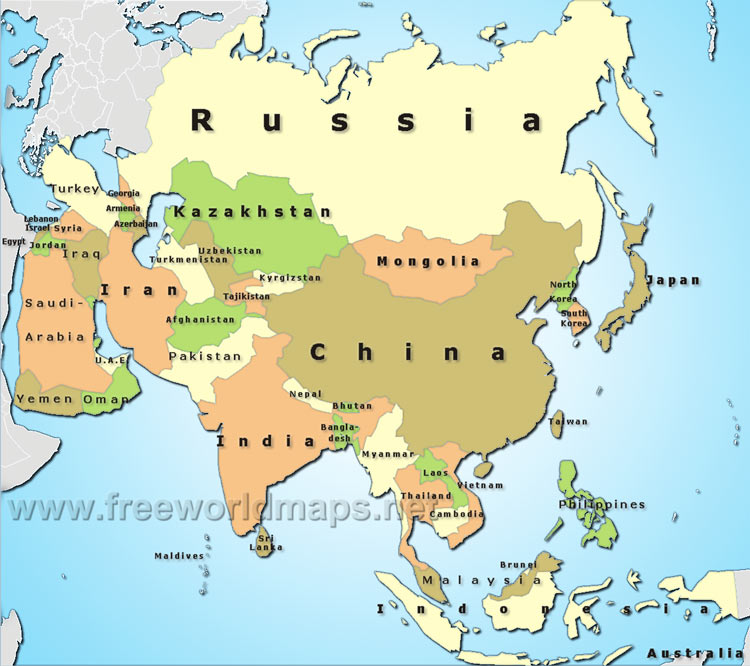 Russia
Turkey
Georgia
Armenia
Azerbaijan
Kazakhstan
Lebanon
Israel
Syria
Egypt
Jordan
Iraq
Uzbekistan
Turkmenistan
Mongolia
Kyrgizstan
Japan
North
Korea
Iran
Tajikistan
Saudi-
Arabia
Afghanistan
South
Korea
China
U.A.E.
Pakistan
Yemen
Oman
Nepal
Bhutan
Bangla-
desh
India
Taiwan
Myanmar
Laos
Vietnam
Thailand
Cambodia
Philippines
www.freeworldmaps.net
Sri
Lanka
Maldives
Brunei
Malaysia
Indonesia
Australia